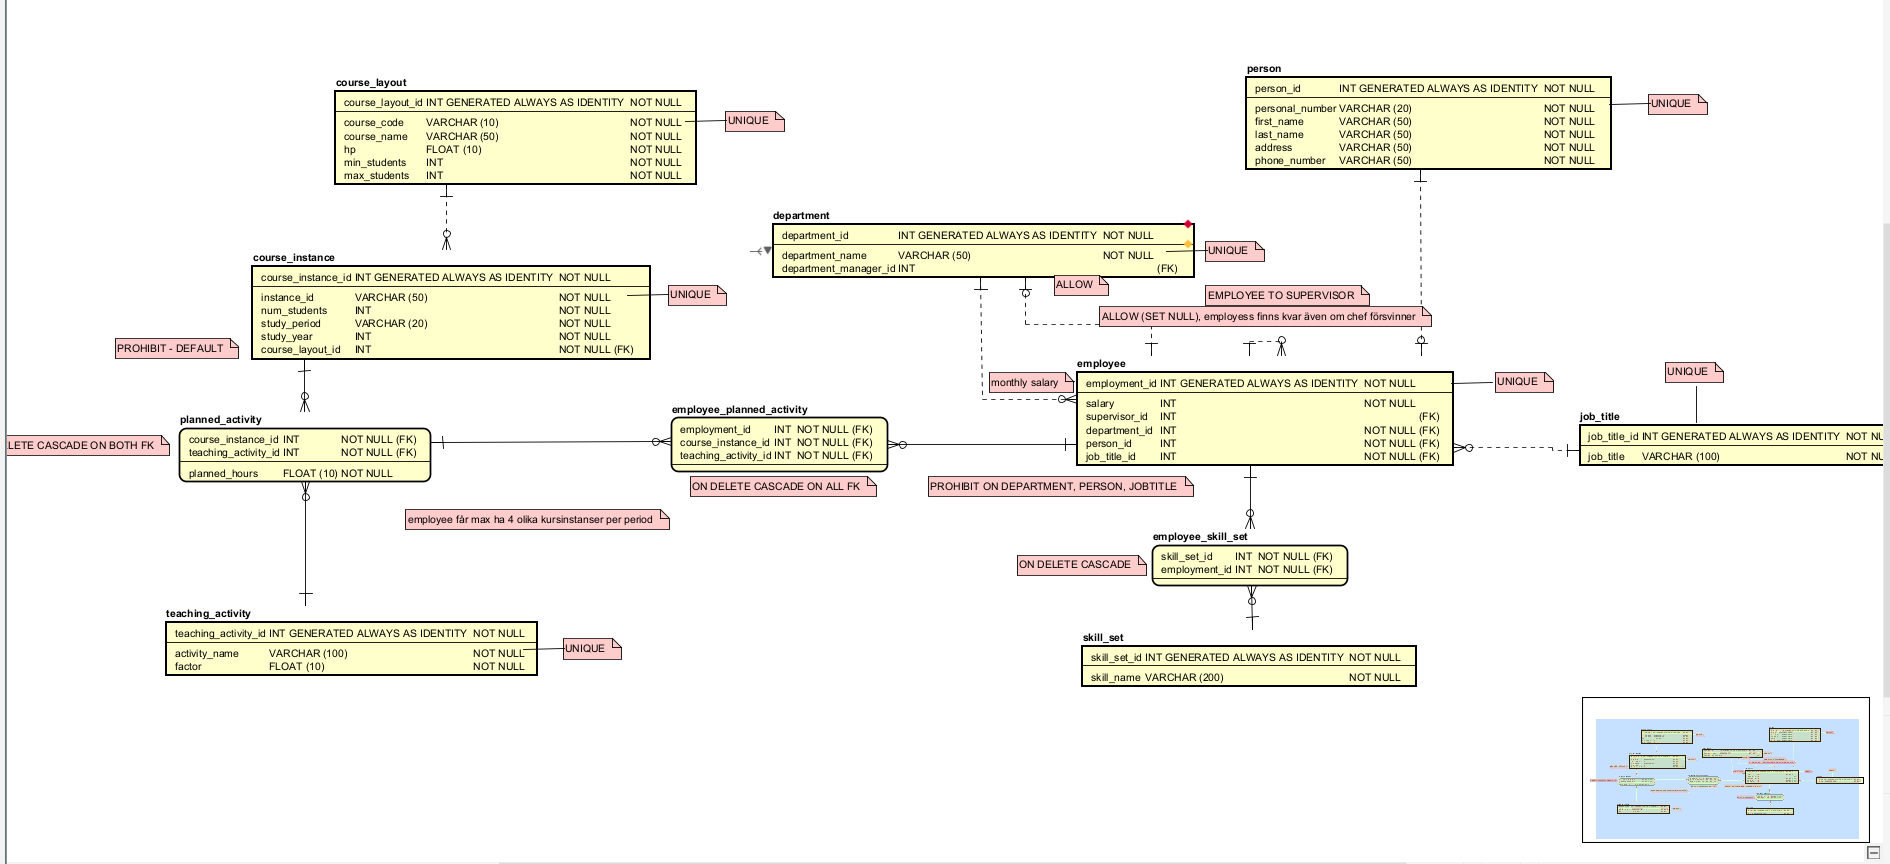 course_layout
course_layout_id INT GENERATED ALWAYS AS IDENTITY NOT NULL
course_code VARCHAR (10) NOT NULL
course_name VARCHAR (50) NOT NULL
hp FLOAT (10) NOT NULL
min_students INT NOT NULL
max_students INT NOT NULL
UNIQUE
person
person_id INT GENERATED ALWAYS AS IDENTITY NOT NULL
personal_number VARCHAR (20) NOT NULL
first_name VARCHAR (50) NOT NULL
last_name VARCHAR (50) NOT NULL
address VARCHAR (50) NOT NULL
phone_number VARCHAR (50) NOT NULL
UNIQUE
department
department_id INT GENERATED ALWAYS AS IDENTITY NOT NULL
department_name VARCHAR (50) NOT NULL
department_manager_id INT (FK)
UNIQUE
ALLOW
EMPLOYEE TO SUPERVISOR
ALLOW (SET NULL), employess finns kvar även om chef försvinner
course_instance
course_instance_id INT GENERATED ALWAYS AS IDENTITY NOT NULL
instance_id VARCHAR (50) NOT NULL
num_students INT NOT NULL
study_period VARCHAR (20) NOT NULL
study_year INT NOT NULL
course_layout_id INT NOT NULL (FK)
UNIQUE
PROHIBIT - DEFAULT
employee
employment_id INT GENERATED ALWAYS AS IDENTITY NOT NULL
salary INT NOT NULL
supervisor_id INT (FK)
department_id INT NOT NULL (FK)
person_id INT NOT NULL (FK)
job_title_id INT NOT NULL (FK)
monthly salary
UNIQUE
UNIQUE
job_title
job_title_id INT GENERATED ALWAYS AS IDENTITY NOT NU
job_title VARCHAR (100) NOT NU
planned_activity
course_instance_id INT NOT NULL (FK)
teaching_activity_id INT NOT NULL (FK)
planned_hours FLOAT (10) NOT NULL
LETE CASCADE ON BOTH FK
employee_planned_activity
employment_id INT NOT NULL (FK)
course_instance_id INT NOT NULL (FK)
teaching_activity_id INT NOT NULL (FK)
ON DELETE CASCADE ON ALL FK
PROHIBIT ON DEPARTMENT, PERSON, JOBTITLE
employee får max ha 4 olika kursinstanser per period
employee_skill_set
skill_set_id INT NOT NULL (FK)
employment_id INT NOT NULL (FK)
ON DELETE CASCADE
teaching_activity
teaching_activity_id INT GENERATED ALWAYS AS IDENTITY NOT NULL
activity_name VARCHAR (100) NOT NULL
factor FLOAT (10) NOT NULL
UNIQUE
skill_set
skill_set_id INT GENERATED ALWAYS AS IDENTITY NOT NULL
skill_name VARCHAR (200) NOT NULL